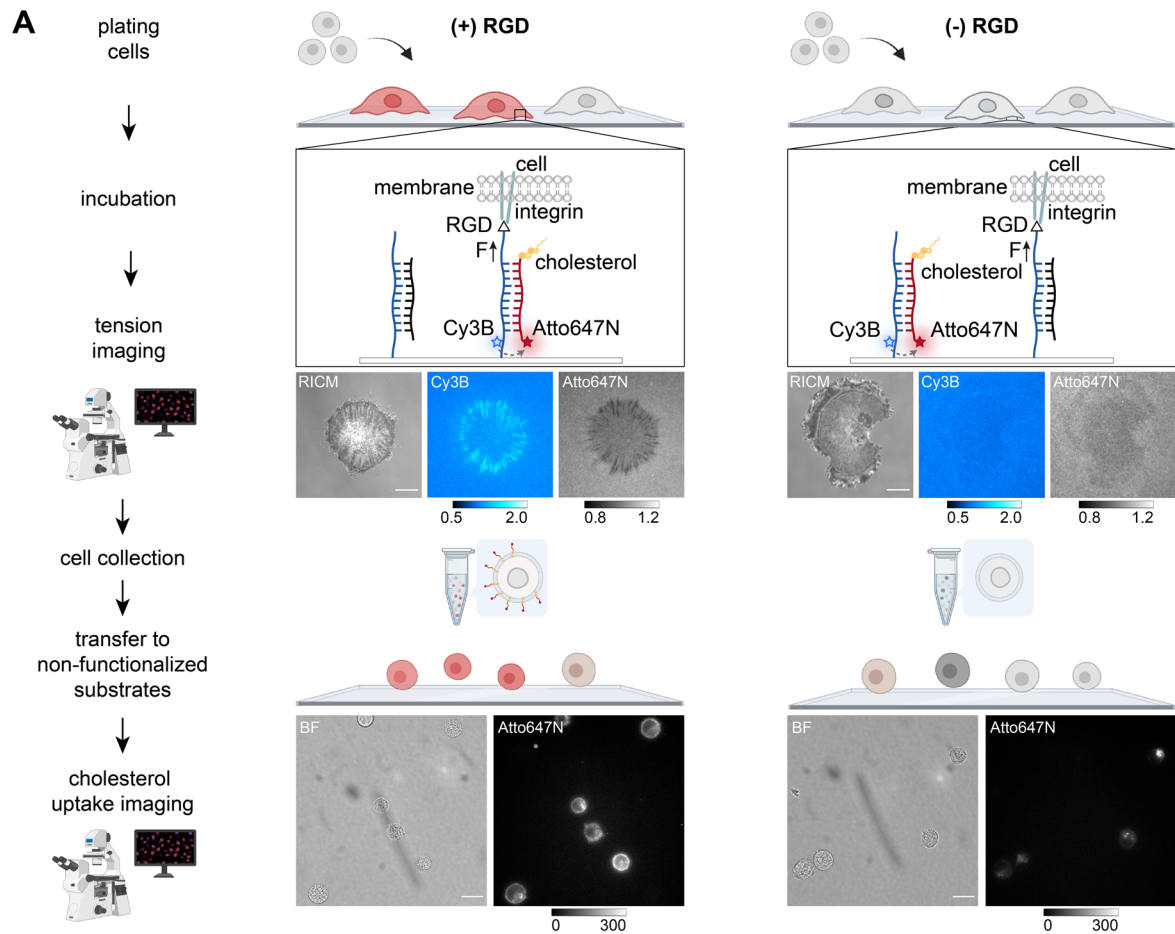 A
plating
cells
incubation
tension
imaging
cell collection
transfer to
non-functionalized
substrates
cholesterol
uptake imaging
(+) RGD
cell
membrane
integrin
RGD
F
cholesterol
Cy3B
Atto647N
RICM
Cy3B
Atto647N
0.5 2.0
0.8 1.2
BF
Atto647N
0 300
(-) RGD
cell
membrane
integrin
RGD
F
cholesterol
Cy3B
Atto647N
RICM
Cy3B
Atto647N
0.5 2.0
0.8 1.2
BF
Atto647N
0 300